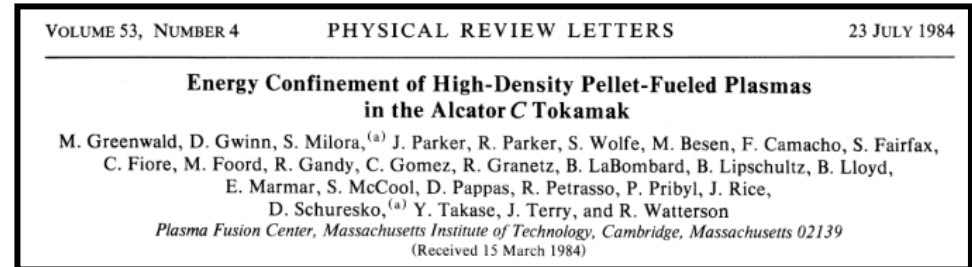 VOLUME 53, NUMBER 4 PHYSICAL REVIEW LETTERS 23 JULY 1984
Energy Confinement of High-Density Pellet-Fueled Plasmas
in the Alcator C Tokamak
M. Greenwald, D. Gwinn, S. Milora,(a) J. Parker, R. Parker, S. Wolfe, M. Besen, F. Camacho, S. Fairfax,
C. Fiore, M. Foord, R. Gandy, C. Gomez, R. Granetz, B. LaBombard, B. Lipschultz, B. Lloyd,
E. Marmar, S. McCool, D. Pappas, R. Petrasso, P. Pribyl, J. Rice,
D. Schuresko,(a) Y. Takase, J. Terry, and R. Watterson
Plasma Fusion Center, Massachusetts Institute of Technology, Cambridge, Massachusetts 02139
(Received 15 March 1984)